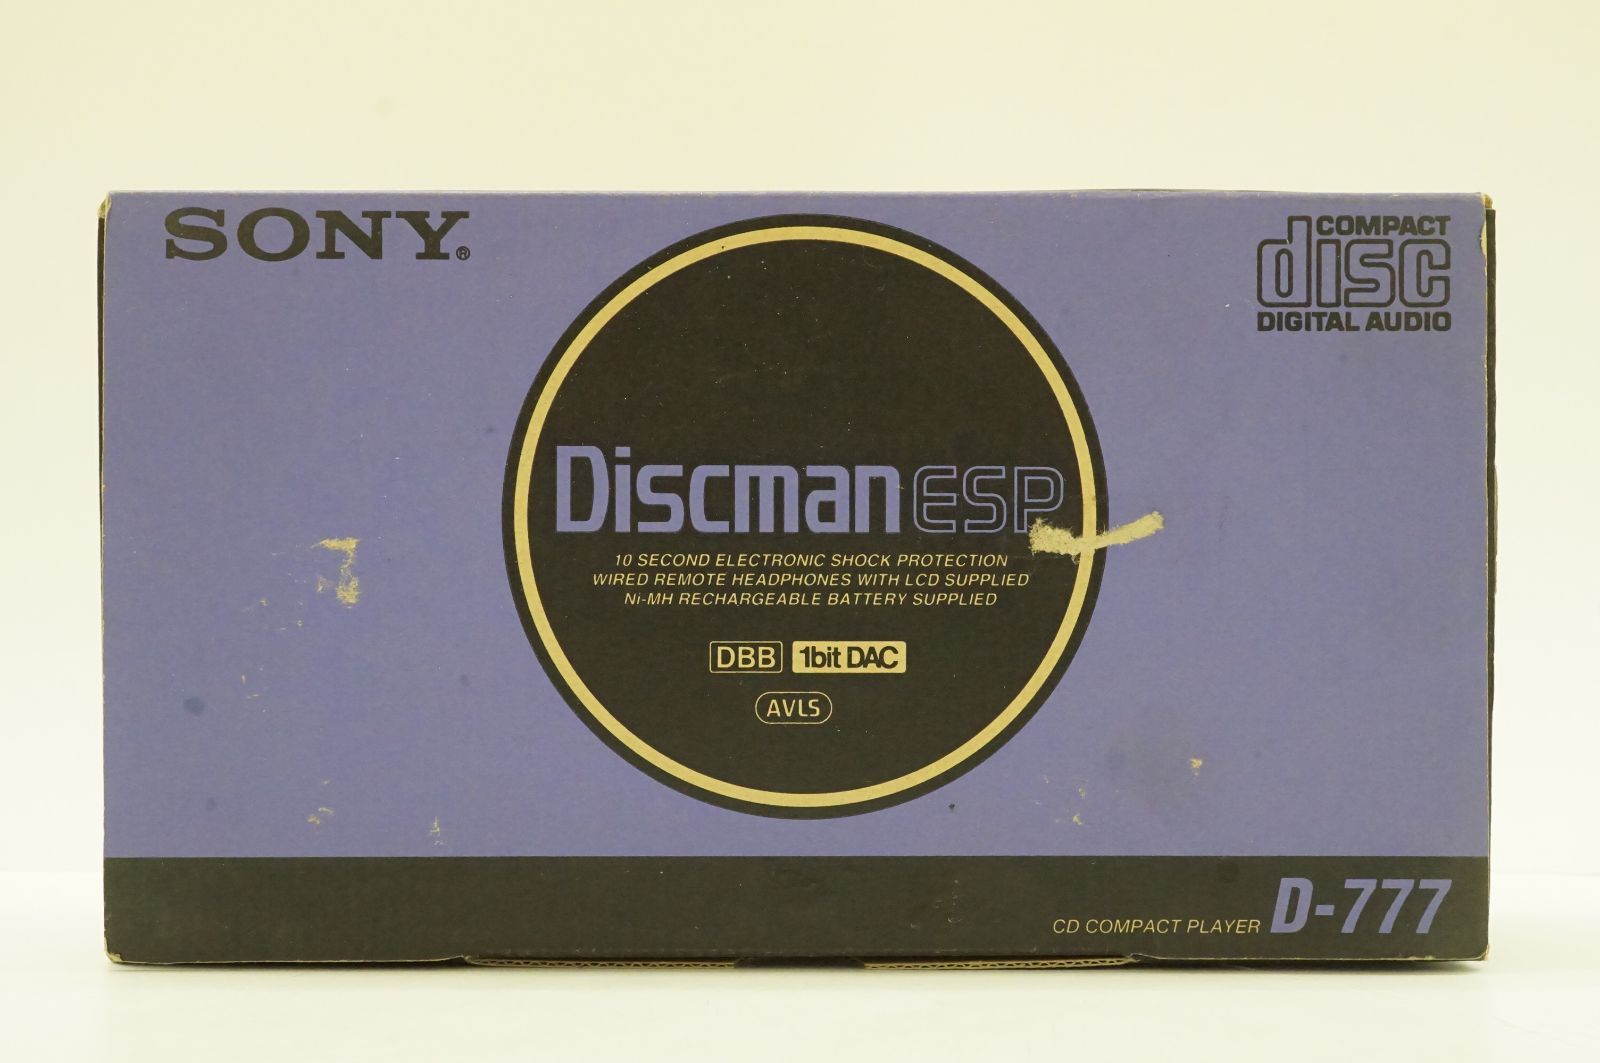 SONY®
COMPACT
disc
DIGITAL AUDIO
Discman ESP
10 SECOND ELECTRONIC SHOCK PROTECTION
WIRED REMOTE HEADPHONES WITH LCD SUPPLIED
Ni-MH RECHARGEABLE BATTERY SUPPLIED
DBB 1bit DAC
AVLS
CD COMPACT PLAYER D-777